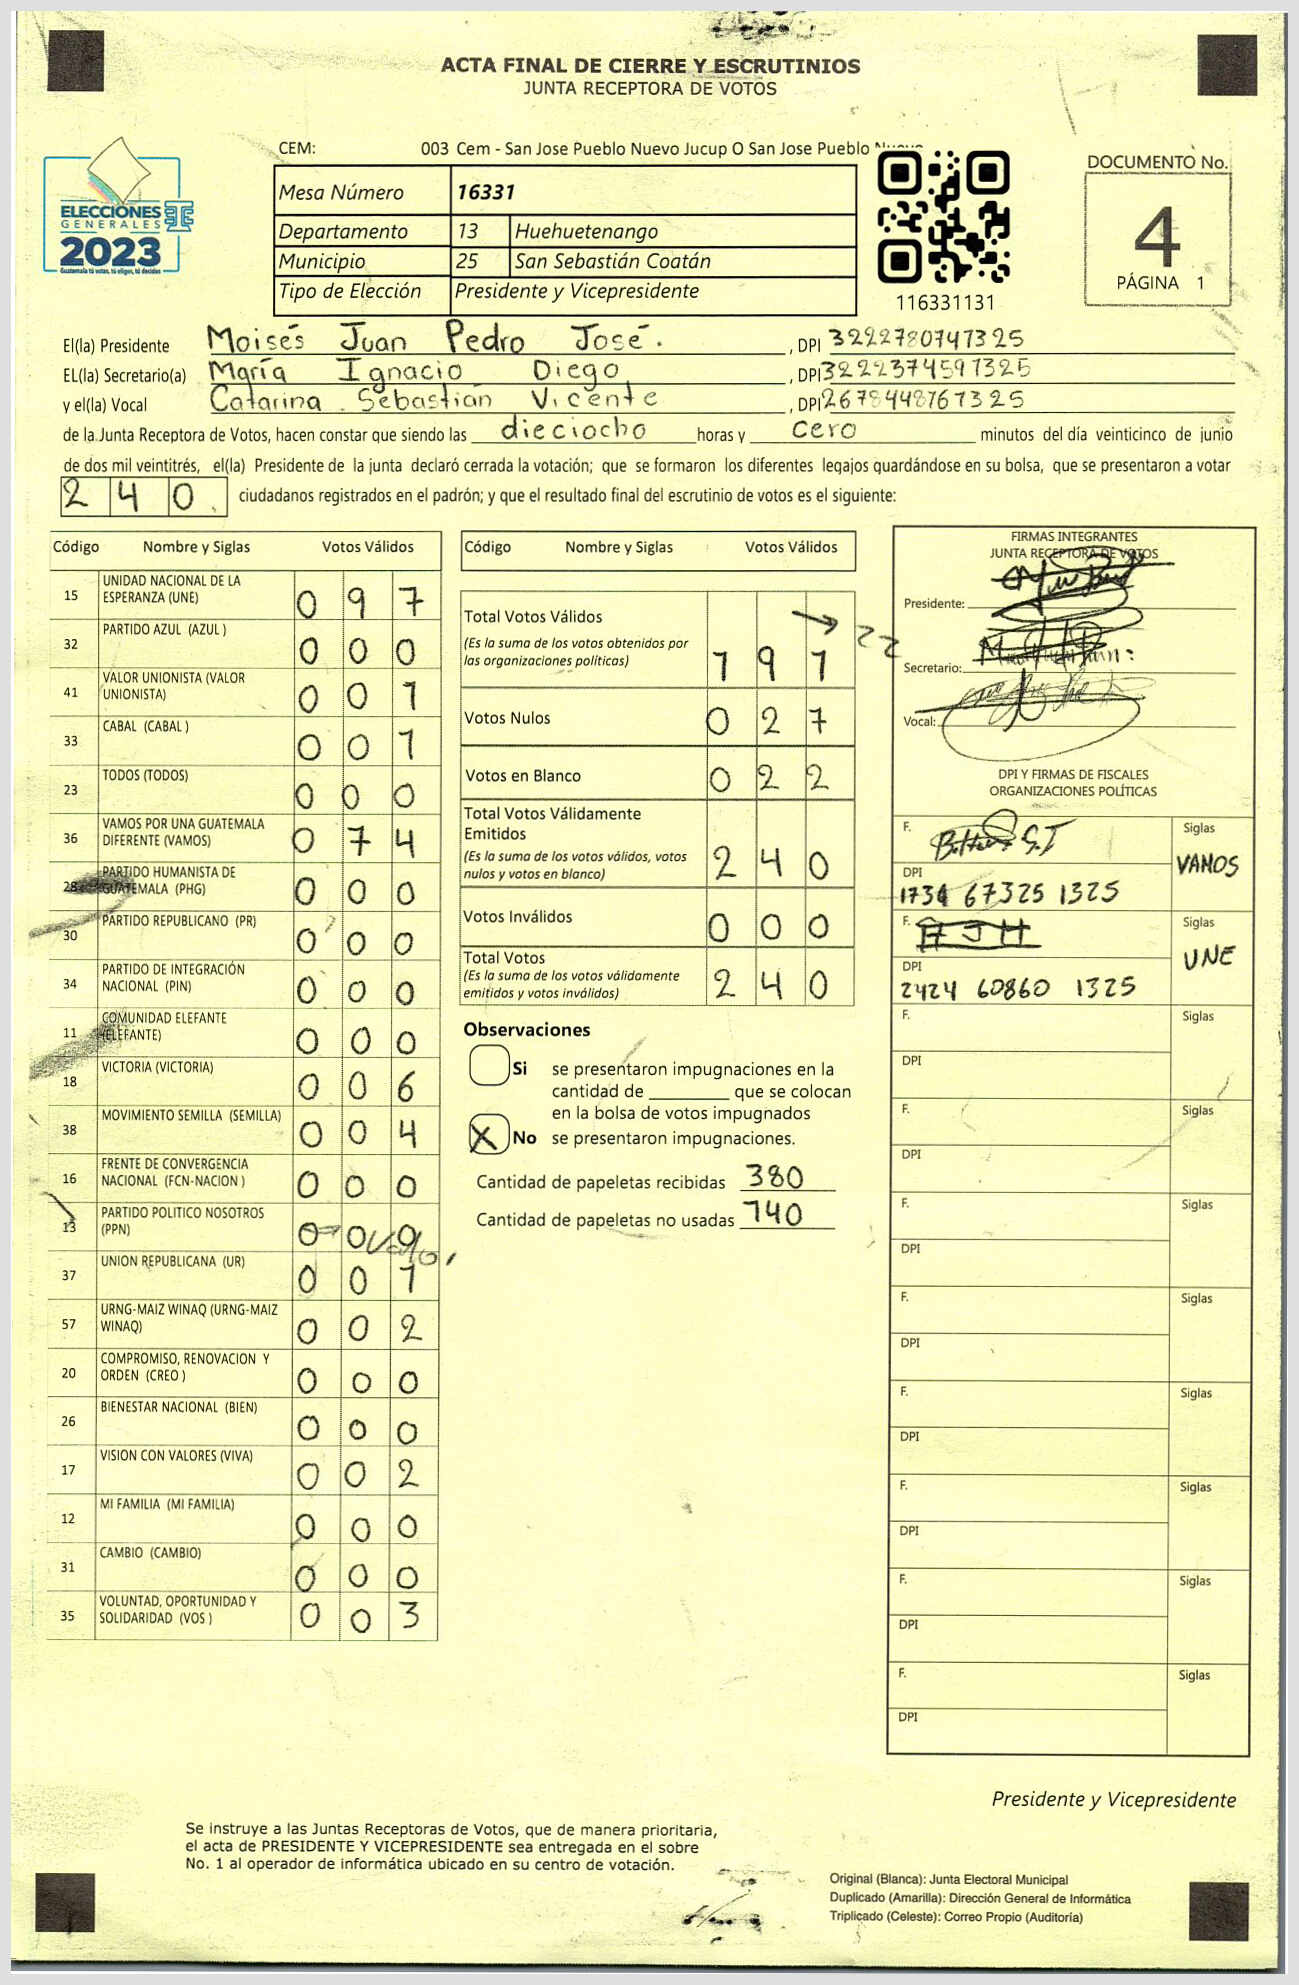 ACTA FINAL DE CIERRE Y ESCRUTINIOS
JUNTA RECEPTORA DE VOTOS
CEM: 003 Cem - San Jose Pueblo Nuevo Jucup O San Jose Pueblo
ELECCIONES
GENERALES
2023
Guatemala tú votas, tú eliges, tú decides
Mesa Número 16331
Departamento 13 Huehuetenango
Municipio 25 San Sebastián Coatán
Tipo de Elección Presidente y Vicepresidente
116331131
DOCUMENTO No.
4
PÁGINA 1
El(la) Presidente Moisés Juan Pedro José. , DPI 3222780747325
EL(la) Secretario(a) María Ignacio Diego , DPI 3222374597325
y el(la) Vocal Catarina Sebastián Vicente , DPI 2678448767325
de la Junta Receptora de Votos, hacen constar que siendo las dieciocho horas y cero minutos del día veinticinco de junio
de dos mil veintitrés, el(la) Presidente de la junta declaró cerrada la votación; que se formaron los diferentes legajos guardándose en su bolsa, que se presentaron a votar
240 ciudadanos registrados en el padrón; y que el resultado final del escrutinio de votos es el siguiente:
Código Nombre y Siglas Votos Válidos
15 UNIDAD NACIONAL DE LA ESPERANZA (UNE) 0 9 7
32 PARTIDO AZUL (AZUL ) 0 0 0
41 VALOR UNIONISTA (VALOR UNIONISTA) 0 0 1
33 CABAL (CABAL ) 0 0 1
23 TODOS (TODOS) 0 0 0
36 VAMOS POR UNA GUATEMALA DIFERENTE (VAMOS) 0 7 4
28 PARTIDO HUMANISTA DE GUATEMALA (PHG) 0 0 0
30 PARTIDO REPUBLICANO (PR) 0 0 0
34 PARTIDO DE INTEGRACIÓN NACIONAL (PIN) 0 0 0
11 COMUNIDAD ELEFANTE (ELEFANTE) 0 0 0
18 VICTORIA (VICTORIA) 0 0 6
38 MOVIMIENTO SEMILLA (SEMILLA) 0 0 4
16 FRENTE DE CONVERGENCIA NACIONAL (FCN-NACION ) 0 0 0
13 PARTIDO POLITICO NOSOTROS (PPN) 0 0 0
37 UNION REPUBLICANA (UR) 0 0 1
57 URNG-MAIZ WINAQ (URNG-MAIZ WINAQ) 0 0 2
20 COMPROMISO, RENOVACION Y ORDEN (CREO ) 0 0 0
26 BIENESTAR NACIONAL (BIEN) 0 0 0
17 VISION CON VALORES (VIVA) 0 0 2
12 MI FAMILIA (MI FAMILIA) 0 0 0
31 CAMBIO (CAMBIO) 0 0 0
35 VOLUNTAD, OPORTUNIDAD Y SOLIDARIDAD (VOS ) 0 0 3
Código Nombre y Siglas Votos Válidos
Total Votos Válidos → 22
(Es la suma de los votos obtenidos por
las organizaciones políticas) 1 9 1
Votos Nulos 0 2 7
Votos en Blanco 0 2 2
Total Votos Válidamente
Emitidos
(Es la suma de los votos válidos, votos
nulos y votos en blanco) 2 4 0
Votos Inválidos 0 0 0
Total Votos
(Es la suma de los votos válidamente
emitidos y votos inválidos) 2 4 0
Observaciones
Si se presentaron impugnaciones en la
cantidad de ________ que se colocan
en la bolsa de votos impugnados
X No se presentaron impugnaciones.
Cantidad de papeletas recibidas 380
Cantidad de papeletas no usadas 140
FIRMAS INTEGRANTES
JUNTA RECEPTORA DE VOTOS
Presidente:
Secretario:
Vocal:
DPI Y FIRMAS DE FISCALES
ORGANIZACIONES POLÍTICAS
F. Siglas
VAMOS
DPI
1734 67325 1325
F. AJH Siglas
UNE
DPI
2424 60860 1325
F. Siglas
DPI
F. Siglas
DPI
F. Siglas
DPI
F. Siglas
DPI
F. Siglas
DPI
F. Siglas
DPI
F. Siglas
DPI
F. Siglas
DPI
Presidente y Vicepresidente
Se instruye a las Juntas Receptoras de Votos, que de manera prioritaria,
el acta de PRESIDENTE Y VICEPRESIDENTE sea entregada en el sobre
No. 1 al operador de informática ubicado en su centro de votación.
Original (Blanca): Junta Electoral Municipal
Duplicado (Amarilla): Dirección General de Informática
Triplicado (Celeste): Correo Propio (Auditoría)